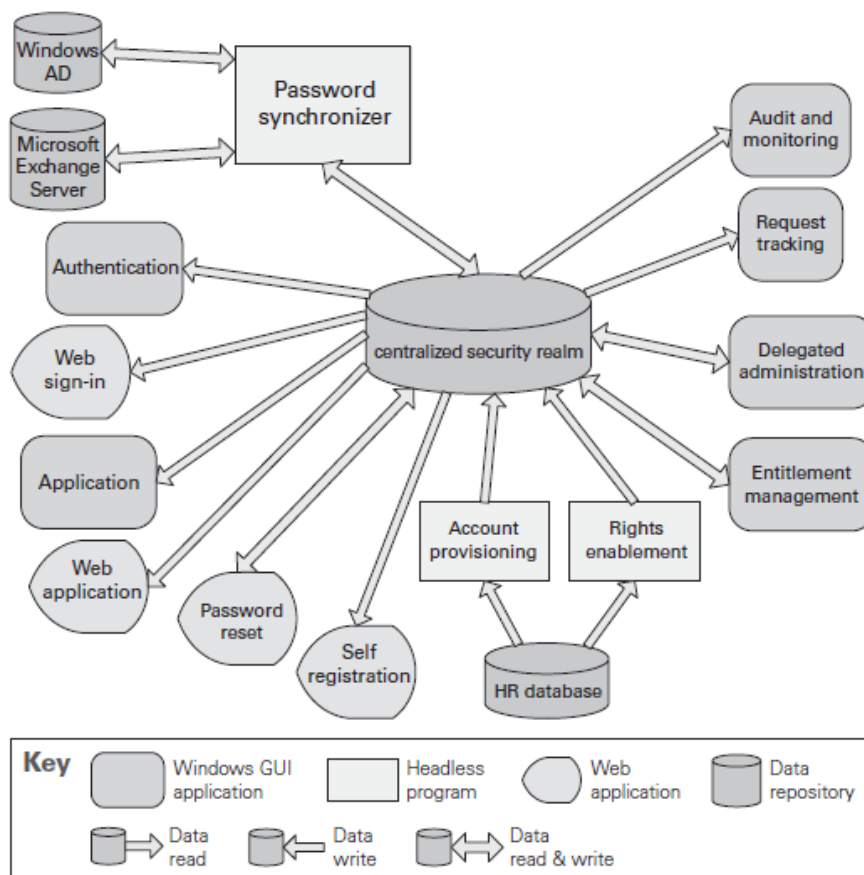 Windows
AD
Password
synchronizer
Microsoft
Exchange
Server
Audit and
monitoring
Request
tracking
Authentication
centralized security realm
Web
sign-in
Delegated
administration
Application
Entitlement
management
Account
provisioning
Rights
enablement
Web
application
Password
reset
Self
registration
HR database
Key
Windows GUI
application
Headless
program
Web
application
Data
repository
Data
read
Data
write
Data
read & write